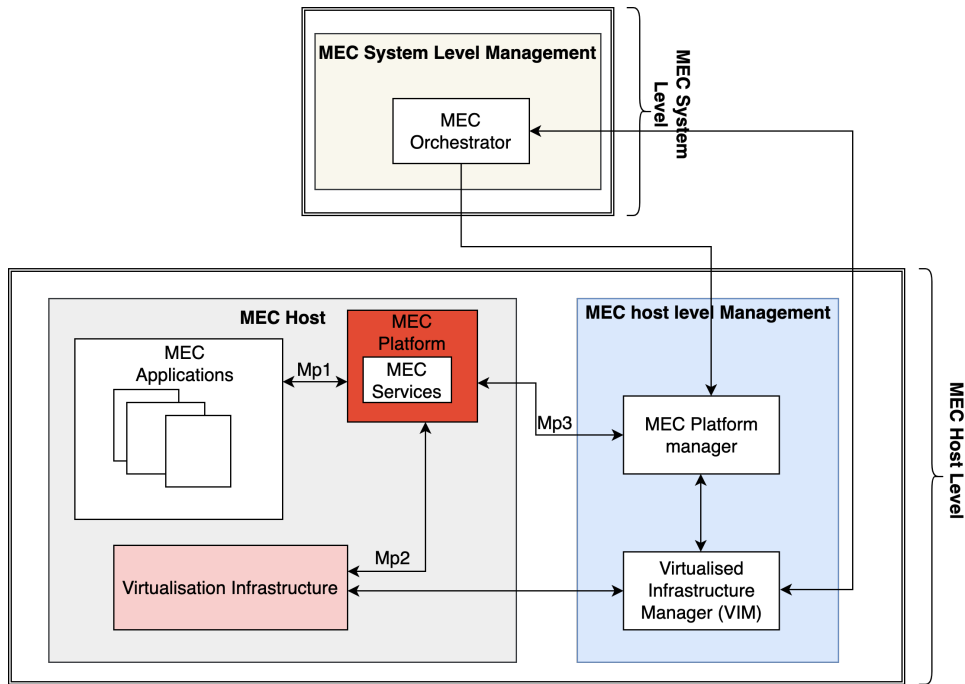 MEC System Level Management
MEC
Orchestrator
MEC System
Level
MEC Host
MEC
Platform
MEC
Services
MEC
Applications
Mp1
Mp2
Virtualisation Infrastructure
Mp3
MEC host level Management
MEC Platform
manager
Virtualised
Infrastructure
Manager (VIM)
MEC Host Level